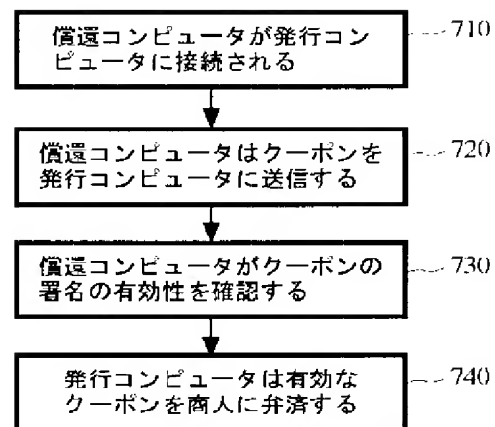 償還コンピュータが発行コン
ピュータに接続される
710
償還コンピュータはクーポンを
発行コンピュータに送信する
720
償還コンピュータがクーポンの
署名の有効性を確認する
730
発行コンピュータは有効な
クーポンを商人に弁済する
740